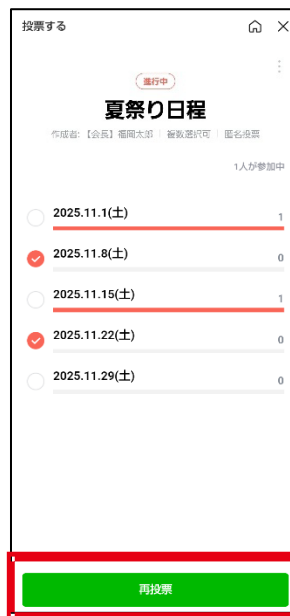 投票する
進行中
夏祭り日程
作成者:【会長】福岡太郎 | 複数選択可 | 匿名投票
1人が参加中
2025.11.1(土) 1
2025.11.8(土) 0
2025.11.15(土) 1
2025.11.22(土) 0
2025.11.29(土) 0
再投票